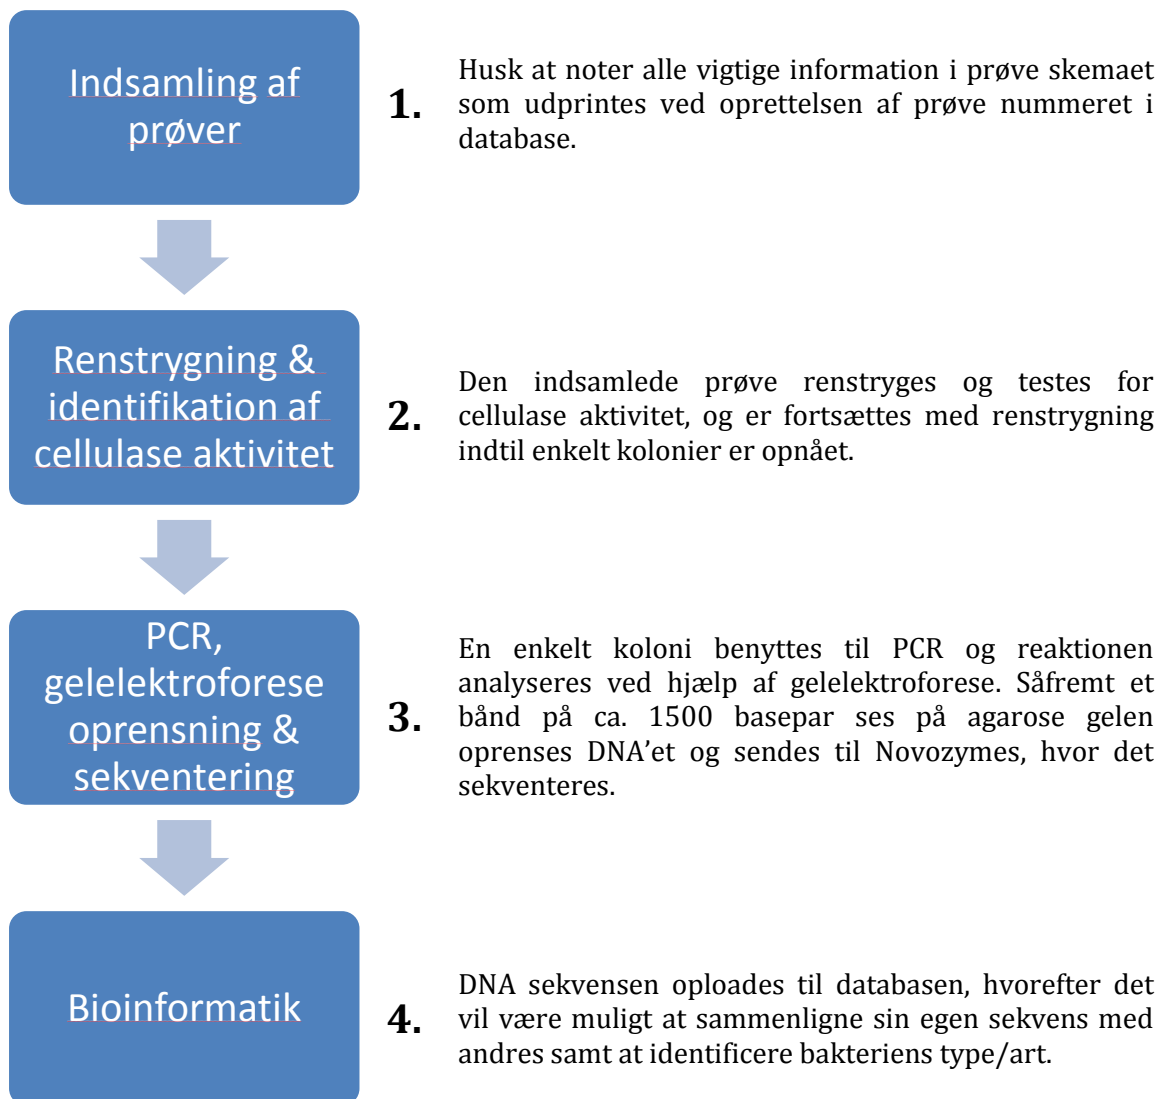 Indsamling af
prøver
1.
Husk at noter alle vigtige information i prøve skemaet
som udprintes ved oprettelsen af prøve nummeret i
database.
Renstrygning &
identifikation af
cellulase aktivitet
2.
Den indsamlede prøve renstryges og testes for
cellulase aktivitet, og er fortsættes med renstrygning
indtil enkelt kolonier er opnået.
PCR,
gelelektroforese
oprensning &
sekventering
3.
En enkelt koloni benyttes til PCR og reaktionen
analyseres ved hjælp af gelelektroforese. Såfremt et
bånd på ca. 1500 basepar ses på agarose gelen
oprenses DNA’et og sendes til Novozymes, hvor det
sekventeres.
Bioinformatik
4.
DNA sekvensen oploades til databasen, hvorefter det
vil være muligt at sammenligne sin egen sekvens med
andres samt at identificere bakteriens type/art.